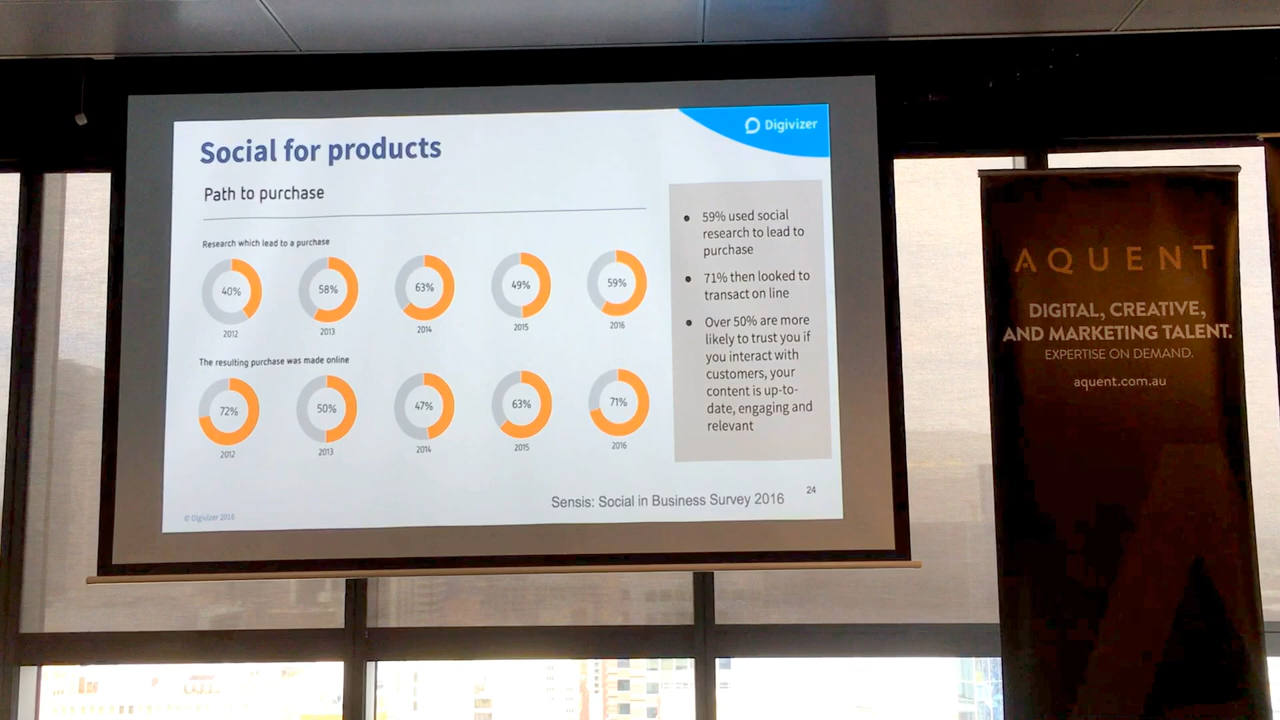 Social for products
Digivizer
Path to purchase
Research which lead to a purchase
40%
58%
63%
49%
59%
2012
2013
2014
2015
2016
The resulting purchase was made online
72%
50%
47%
63%
71%
2012
2013
2014
2015
2016
59% used social
research to lead to
purchase
71% then looked to
transact on line
Over 50% are more
likely to trust you if
you interact with
customers, your
content is up-to-
date, engaging and
relevant
Sensis: Social in Business Survey 2016
24
© Digivizer 2016
AQUENT
DIGITAL, CREATIVE,
AND MARKETING TALENT.
EXPERTISE ON DEMAND.
aquent.com.au